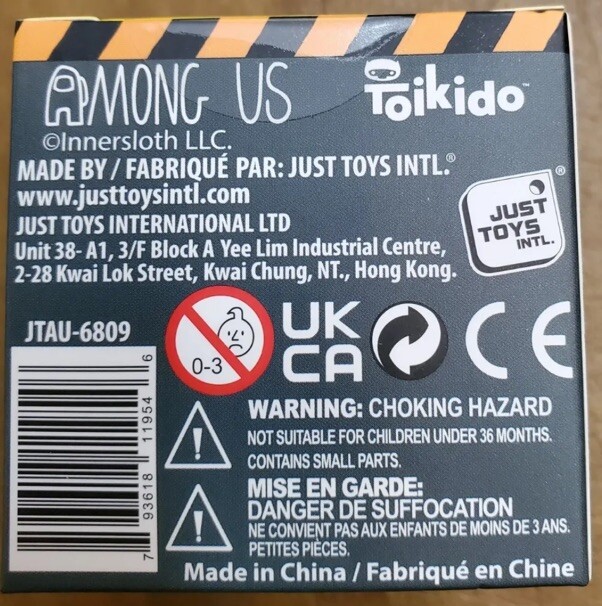 AMONG US
Toikido™
©Innersloth LLC.
MADE BY / FABRIQUÉ PAR: JUST TOYS INTL.®
www.justtoysintl.com
JUST TOYS INTERNATIONAL LTD
Unit 38- A1, 3/F Block A Yee Lim Industrial Centre,
2-28 Kwai Lok Street, Kwai Chung, NT., Hong Kong.
JUST
TOYS
INTL.
®
JTAU-6809
0-3
UK
CA
CE
7 93618 11954 6
WARNING: CHOKING HAZARD
NOT SUITABLE FOR CHILDREN UNDER 36 MONTHS.
CONTAINS SMALL PARTS.
MISE EN GARDE:
DANGER DE SUFFOCATION
NE CONVIENT PAS AUX ENFANTS DE MOINS DE 3 ANS.
PETITES PIÈCES.
Made in China / Fabriqué en Chine